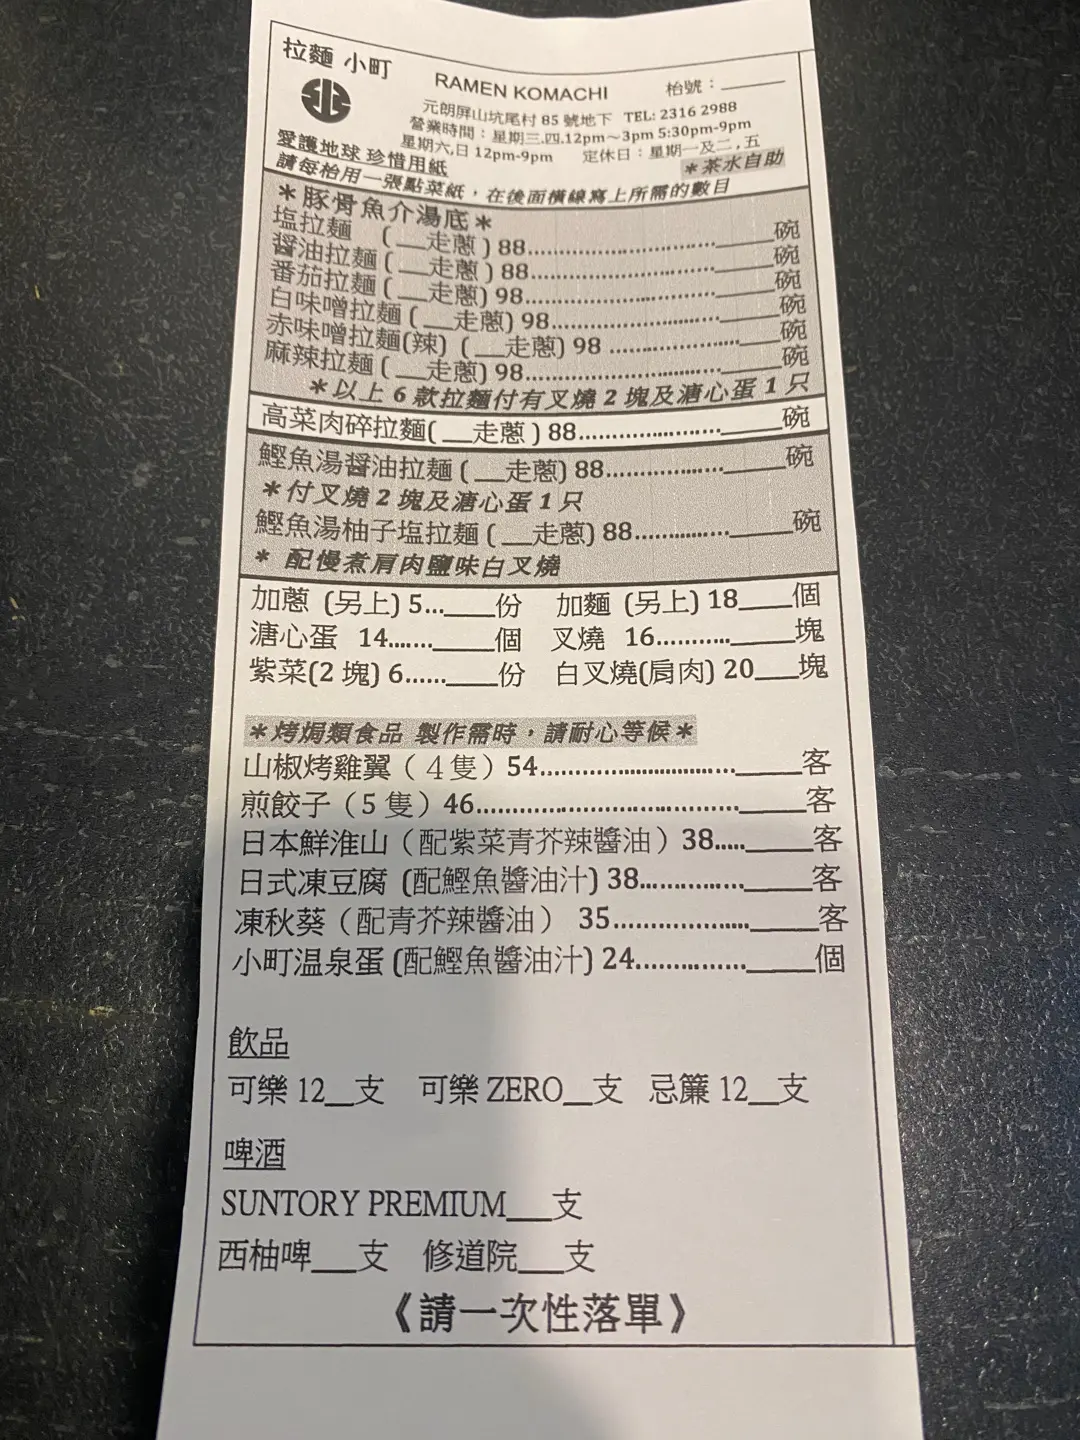 拉麵 小町
RAMEN KOMACHI 枱號：______
元朗屏山坑尾村 85 號地下 TEL: 2316 2988
營業時間：星期三.四.12pm~3pm 5:30pm-9pm
星期六,日 12pm-9pm 定休日：星期一及二 , 五
愛護地球 珍惜用紙 *茶水自助
請每枱用一張點菜紙，在後面橫線寫上所需的數目
*豚骨魚介湯底*
塩拉麵 ( __走蔥 ) 88........................______碗
醤油拉麵 ( __走蔥 ) 88........................______碗
番茄拉麵 ( __走蔥) 98........................______碗
白味噌拉麵 ( __走蔥) 98........................______碗
赤味噌拉麵(辣) ( __走蔥) 98 ........................______碗
麻辣拉麵 ( __走蔥) 98........................______碗
*以上 6 款拉麵付有叉燒 2 塊及溏心蛋 1 只
高菜肉碎拉麵( __走蔥 ) 88..................______碗
鰹魚湯醤油拉麵 ( __走蔥) 88..............______碗
*付叉燒 2 塊及溏心蛋 1 只
鰹魚湯柚子塩拉麵 ( __走蔥) 88............______碗
* 配慢煮肩肉鹽味白叉燒
加蔥 (另上) 5...____份 加麵 (另上) 18____個
溏心蛋 14.......____個 叉燒 16...........____塊
紫菜(2 塊) 6......____份 白叉燒(肩肉) 20___塊
*烤焗類食品 製作需時，請耐心等候*
山椒烤雞翼（４隻）54........................______客
煎餃子（5 隻）46................................______客
日本鮮淮山（配紫菜青芥辣醬油）38.....______客
日式凍豆腐 (配鰹魚醬油汁) 38..............______客
凍秋葵（配青芥辣醬油） 35..................______客
小町温泉蛋 (配鰹魚醬油汁) 24...............______個
飲品
可樂 12__支 可樂 ZERO__支 忌簾 12__支
啤酒
SUNTORY PREMIUM___支
西柚啤___支 修道院___支
《請一次性落單》